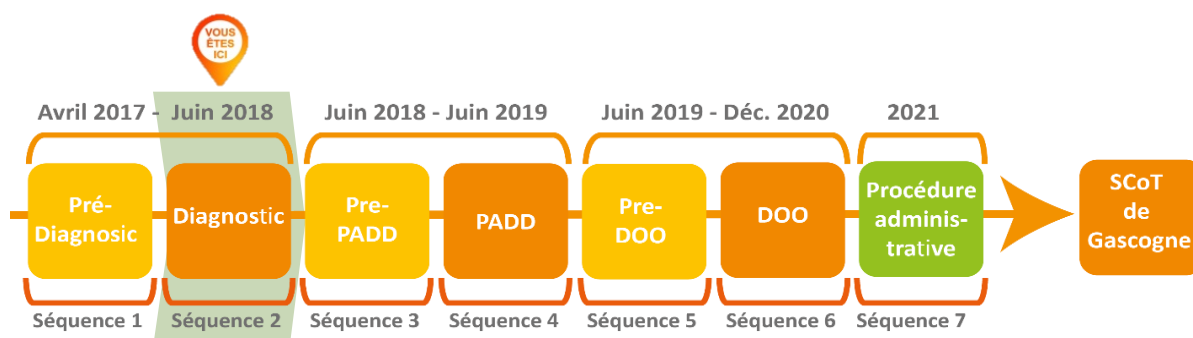 VOUS
ÊTES
ICI
Avril 2017 - Juin 2018
Juin 2018 - Juin 2019
Juin 2019 - Déc. 2020
2021
Pré-
Diagnosic
Diagnostic
Pre-
PADD
PADD
Pre-
DOO
DOO
Procédure
adminis-
trative
SCoT
de
Gascogne
Séquence 1
Séquence 2
Séquence 3
Séquence 4
Séquence 5
Séquence 6
Séquence 7